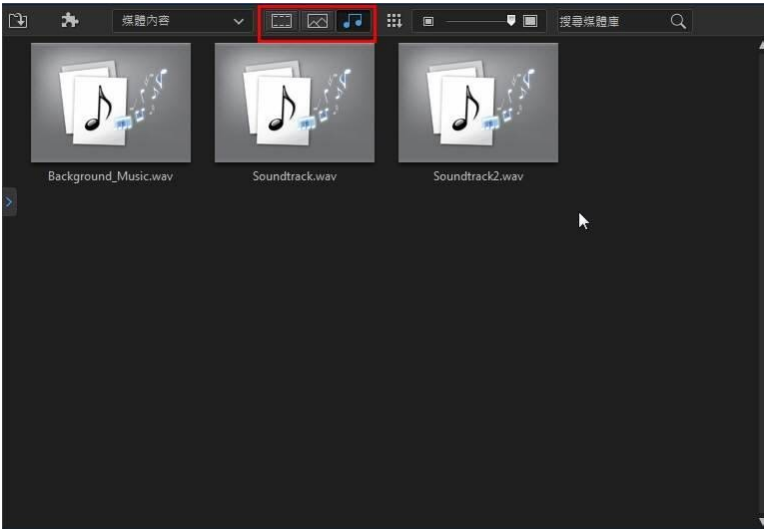 媒體內容
搜尋媒體庫
Background_Music.wav
Soundtrack.wav
Soundtrack2.wav